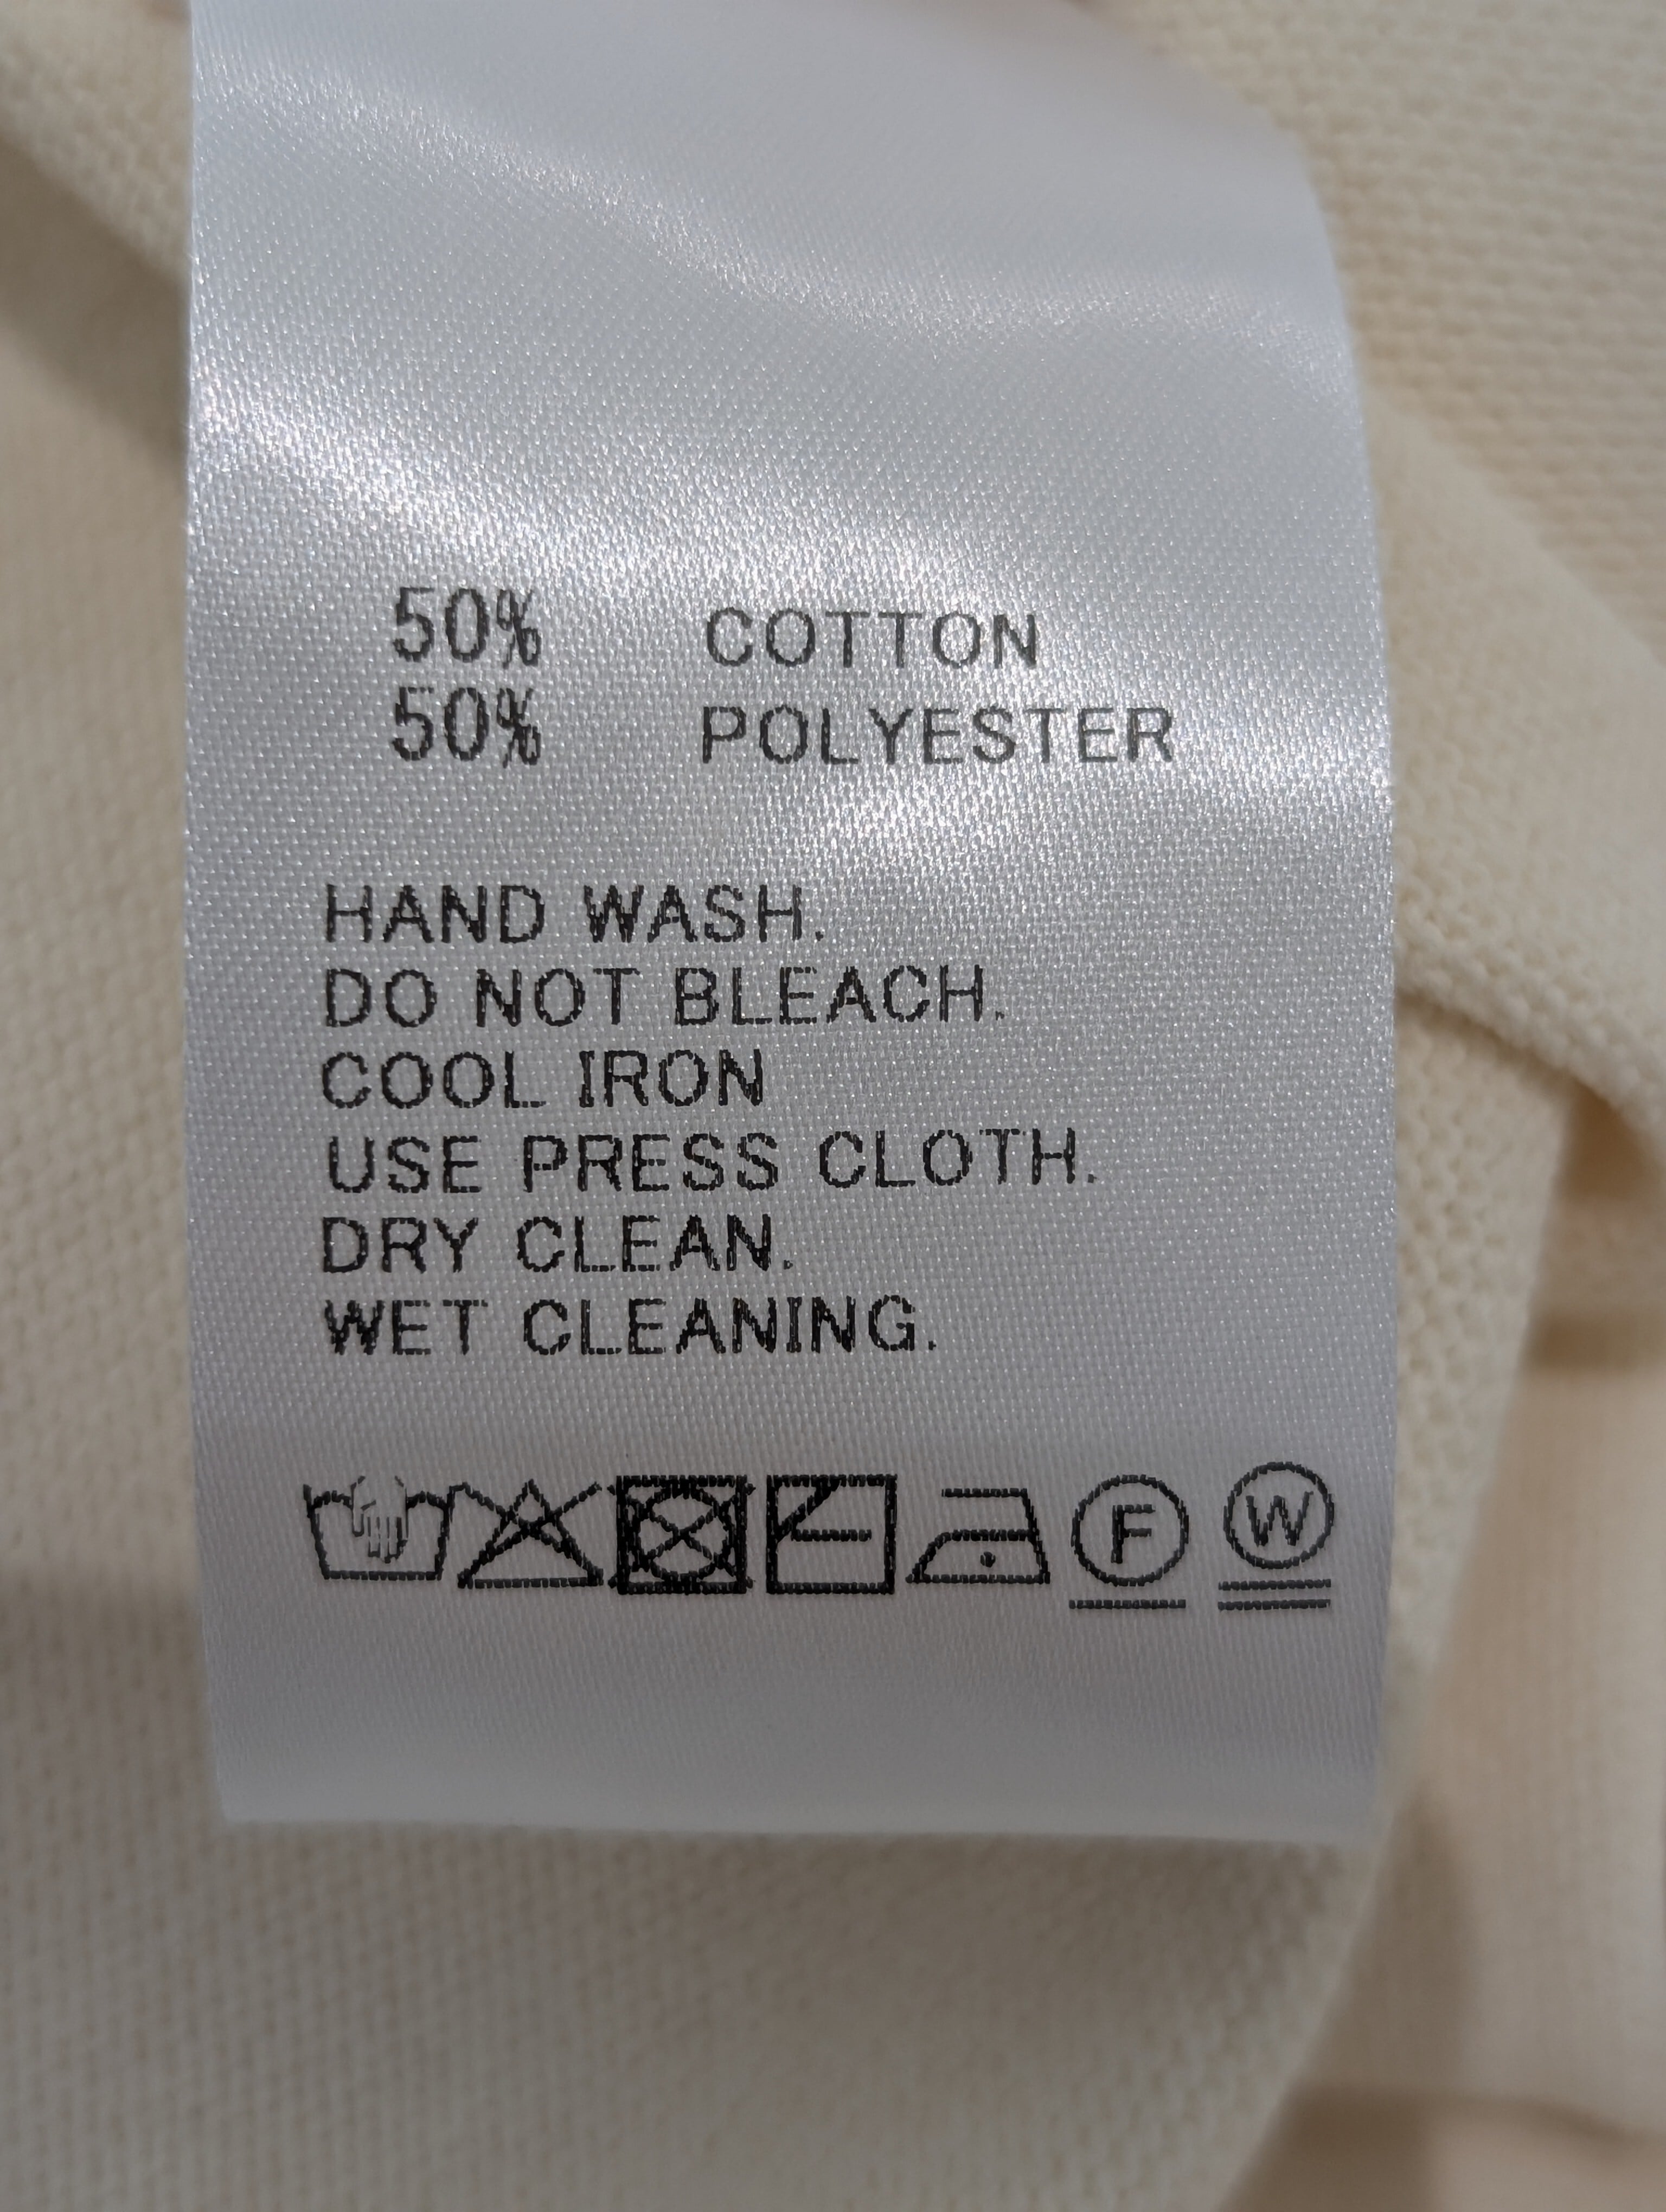 50% COTTON
50% POLYESTER
HAND WASH.
DO NOT BLEACH.
COOL IRON
USE PRESS CLOTH.
DRY CLEAN.
WET CLEANING.
F W